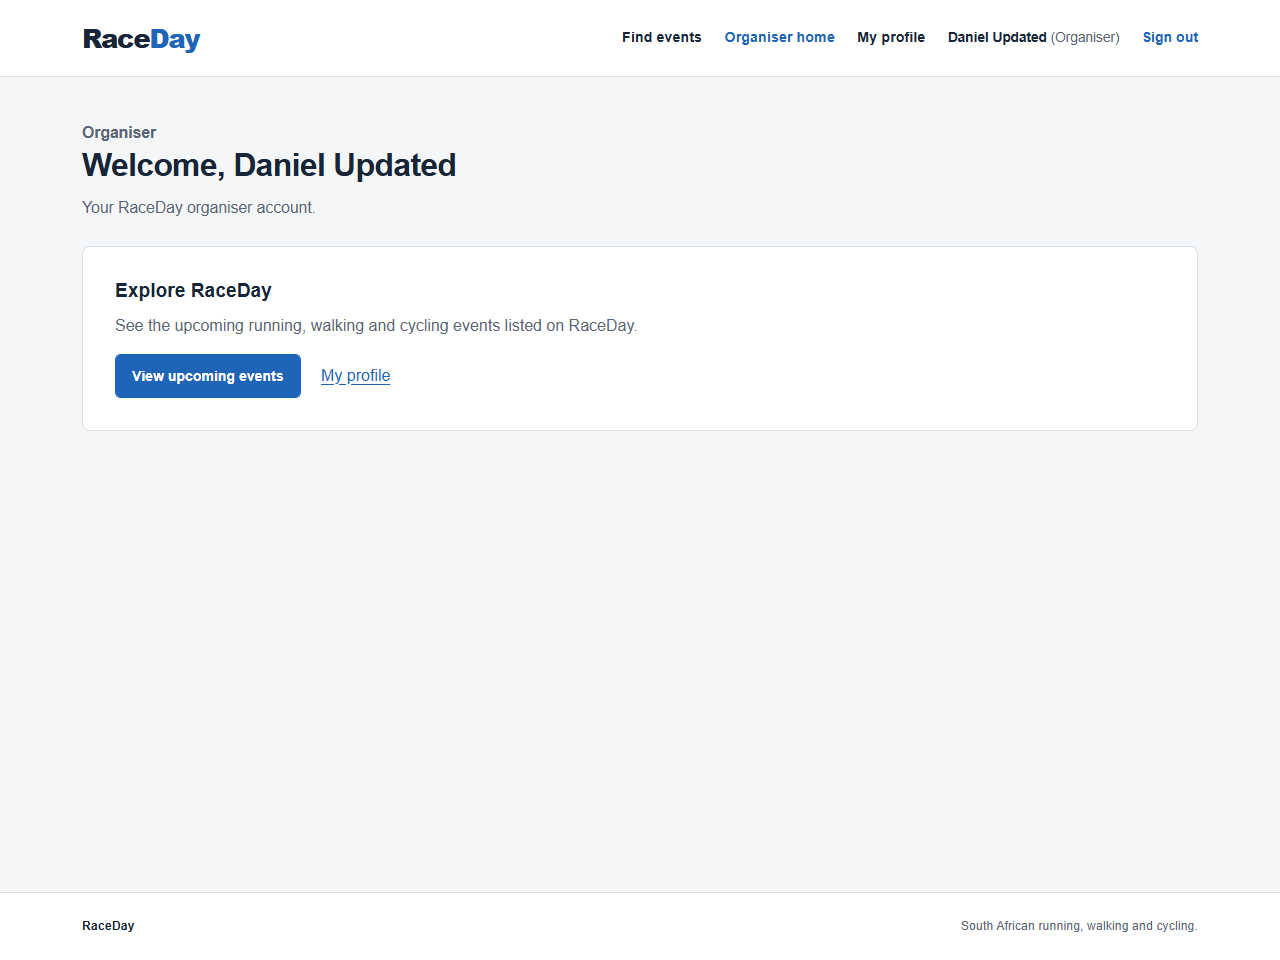 RaceDay
Find events Organiser home My profile Daniel Updated (Organiser) Sign out
Organiser
Welcome, Daniel Updated
Your RaceDay organiser account.
Explore RaceDay
See the upcoming running, walking and cycling events listed on RaceDay.
View upcoming events My profile
RaceDay South African running, walking and cycling.